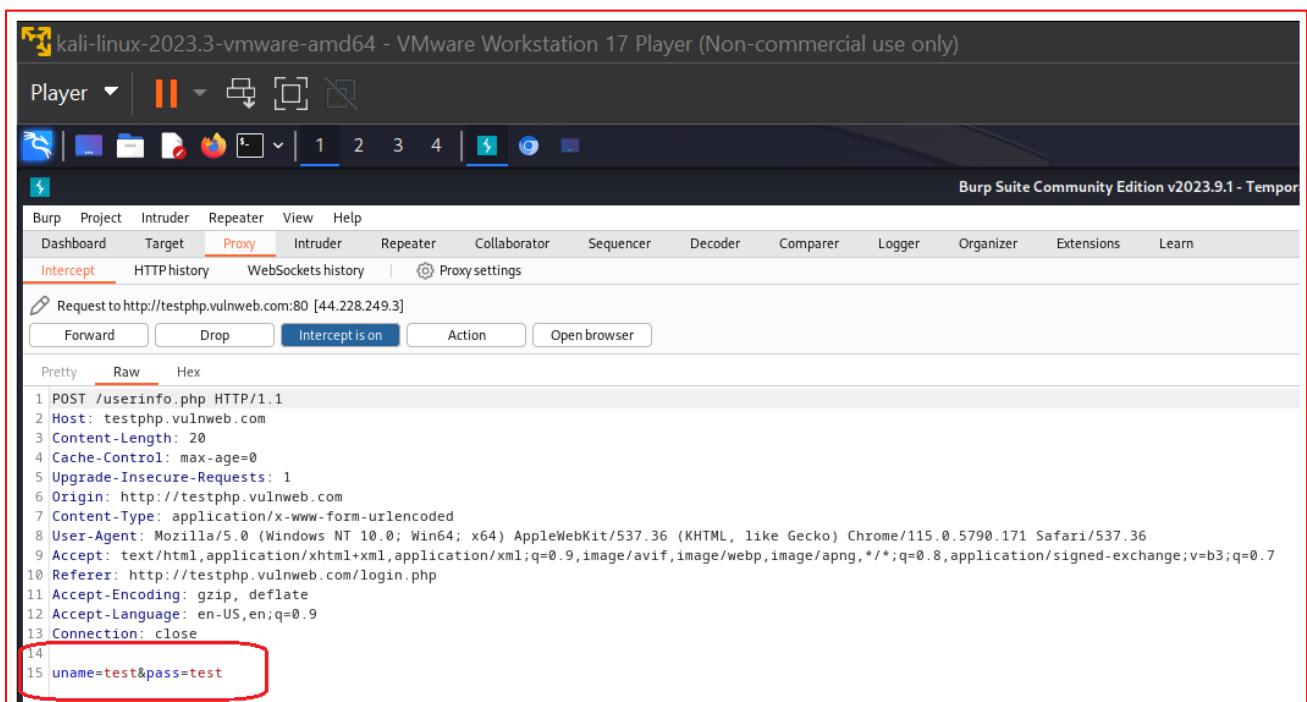 kali-linux-2023.3-vmware-amd64 - VMware Workstation 17 Player (Non-commercial use only)
Player
1 2 3 4
Burp Suite Community Edition v2023.9.1 - Tempor
Burp Project Intruder Repeater View Help
Dashboard Target Proxy Intruder Repeater Collaborator Sequencer Decoder Comparer Logger Organizer Extensions Learn
Intercept HTTP history WebSockets history Proxy settings
Request to http://testphp.vulnweb.com:80 [44.228.249.3]
Forward Drop Intercept is on Action Open browser
Pretty Raw Hex
1 POST /userinfo.php HTTP/1.1
2 Host: testphp.vulnweb.com
3 Content-Length: 20
4 Cache-Control: max-age=0
5 Upgrade-Insecure-Requests: 1
6 Origin: http://testphp.vulnweb.com
7 Content-Type: application/x-www-form-urlencoded
8 User-Agent: Mozilla/5.0 (Windows NT 10.0; Win64; x64) AppleWebKit/537.36 (KHTML, like Gecko) Chrome/115.0.5790.171 Safari/537.36
9 Accept: text/html,application/xhtml+xml,application/xml;q=0.9,image/avif,image/webp,image/apng,*/*;q=0.8,application/signed-exchange;v=b3;q=0.7
10 Referer: http://testphp.vulnweb.com/login.php
11 Accept-Encoding: gzip, deflate
12 Accept-Language: en-US,en;q=0.9
13 Connection: close
14
15 uname=test&pass=test